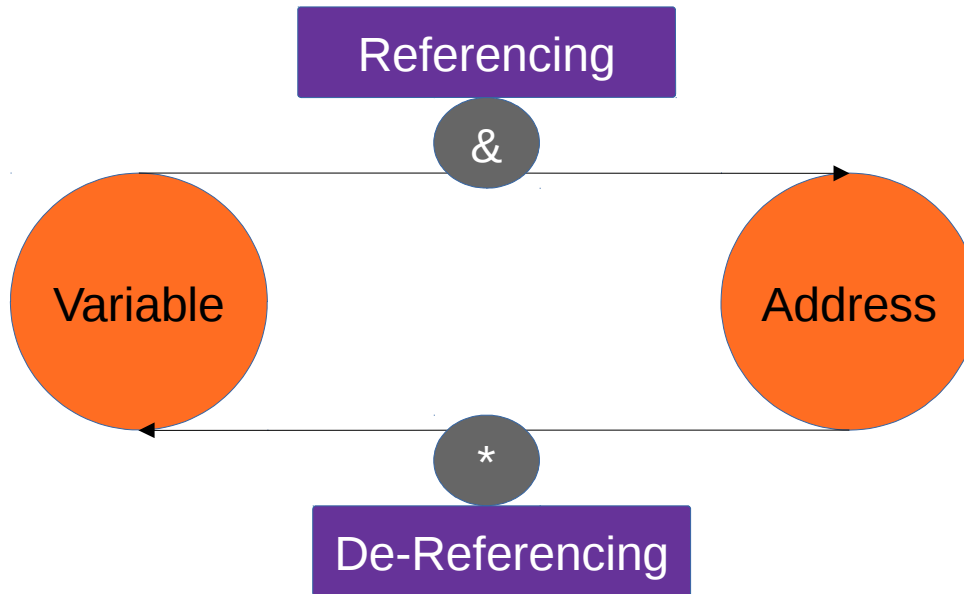 Referencing
&
Variable
Address
*
De-Referencing